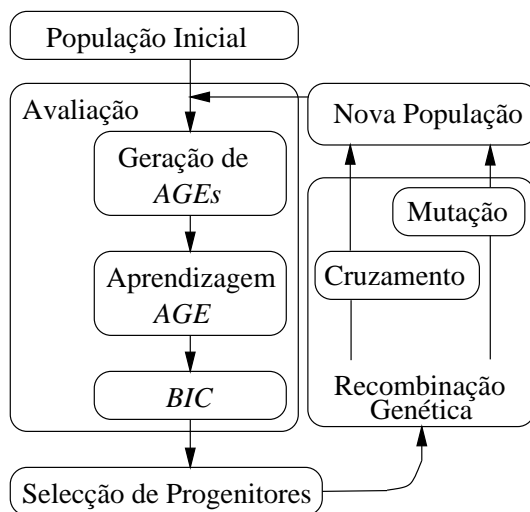 População Inicial
Avaliação
Geração de
AGEs
Aprendizagem
AGE
BIC
Selecção de Progenitores
Nova População
Mutação
Cruzamento
Recombinação
Genética